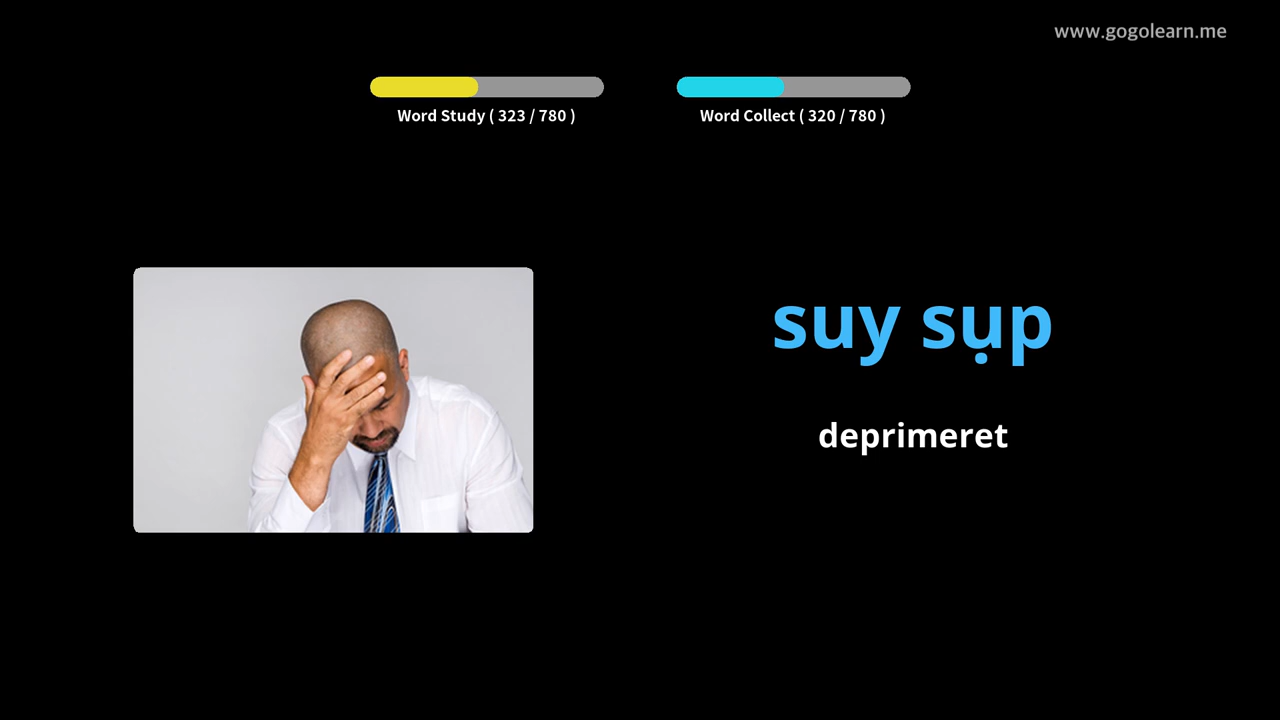 www.gogolearn.me
Word Study ( 323 / 780 )
Word Collect ( 320 / 780 )
suy sụp
deprimeret